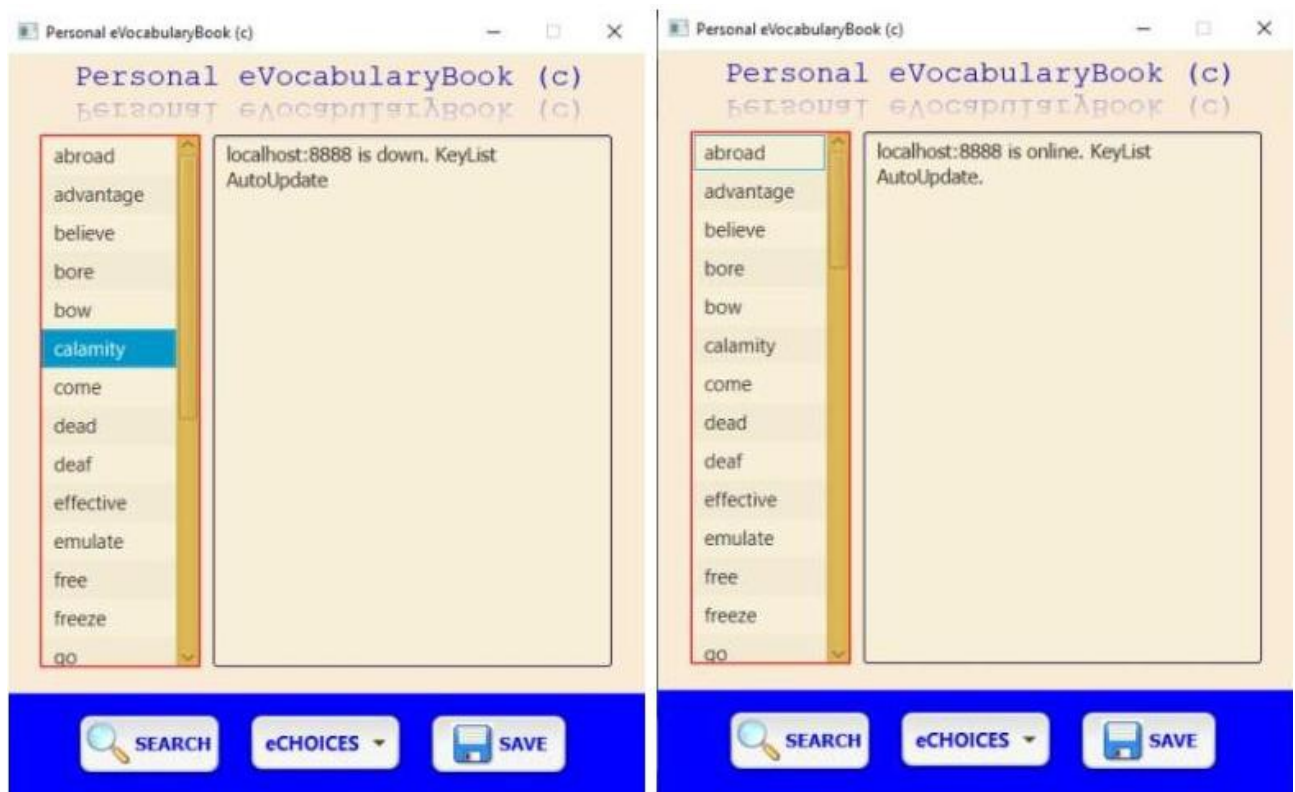 Personal eVocabularyBook (c)
Personal eVocabularyBook (c)
abroad
advantage
believe
bore
bow
calamity
come
dead
deaf
effective
emulate
free
freeze
go
localhost:8888 is down. KeyList
AutoUpdate
SEARCH
eCHOICES
SAVE
Personal eVocabularyBook (c)
Personal eVocabularyBook (c)
abroad
advantage
believe
bore
bow
calamity
come
dead
deaf
effective
emulate
free
freeze
go
localhost:8888 is online. KeyList
AutoUpdate.
SEARCH
eCHOICES
SAVE